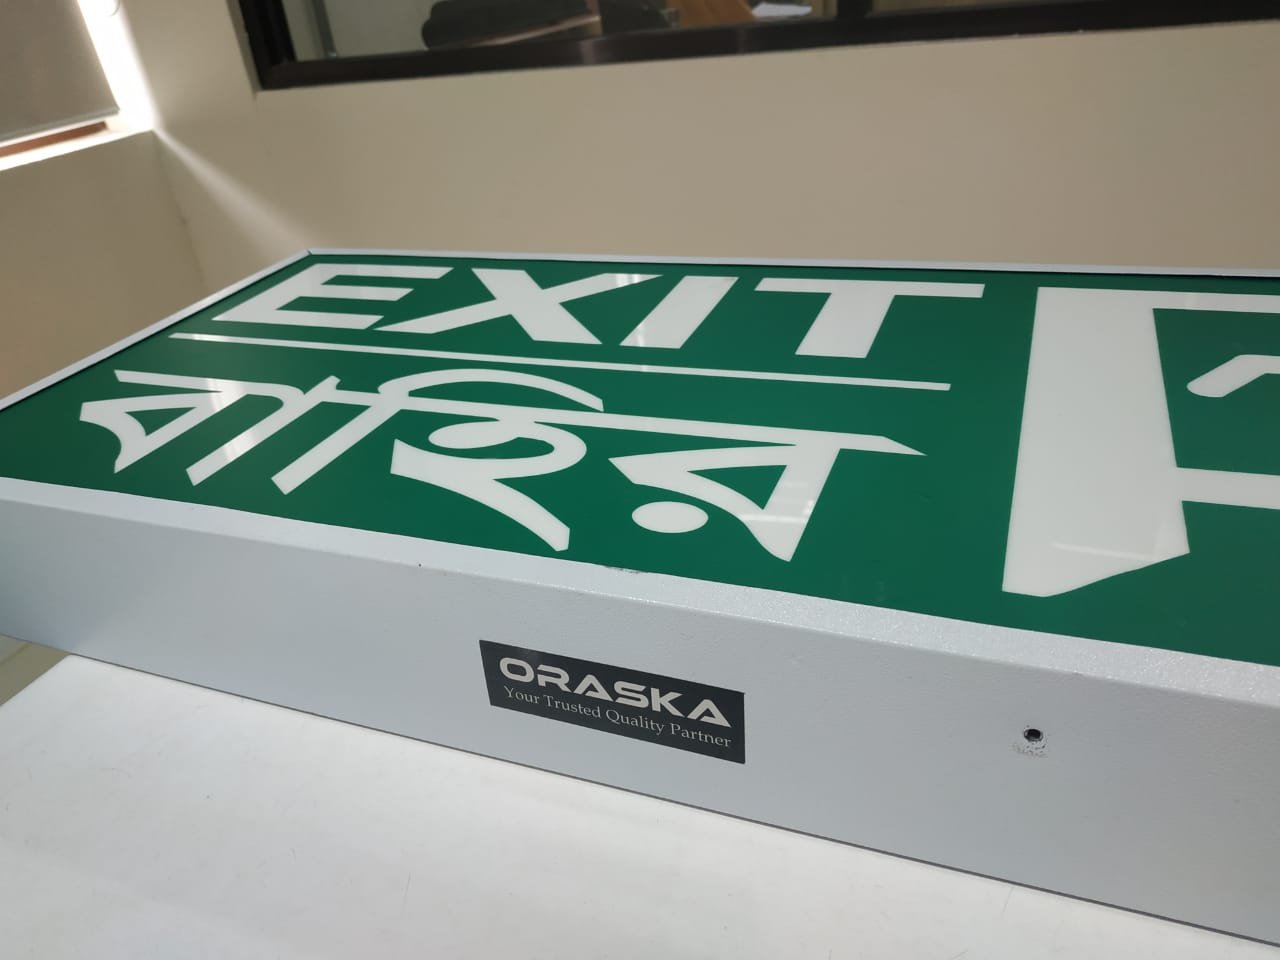 EXIT
বাহির
ORASKA
Your Trusted Quality Partner